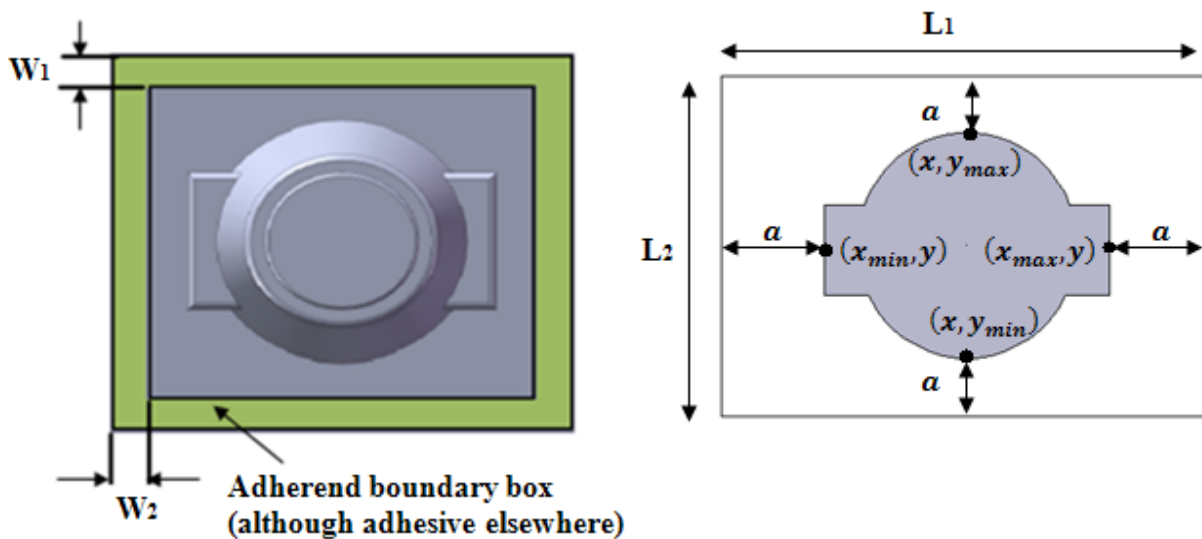 W₁
W₂
Adherend boundary box
(although adhesive elsewhere)
L₁
L₂
a
(x, yₘₐₓ)
a
(xₘᵢₙ, y)
(xₘₐₓ, y)
a
(x, yₘᵢₙ)
a